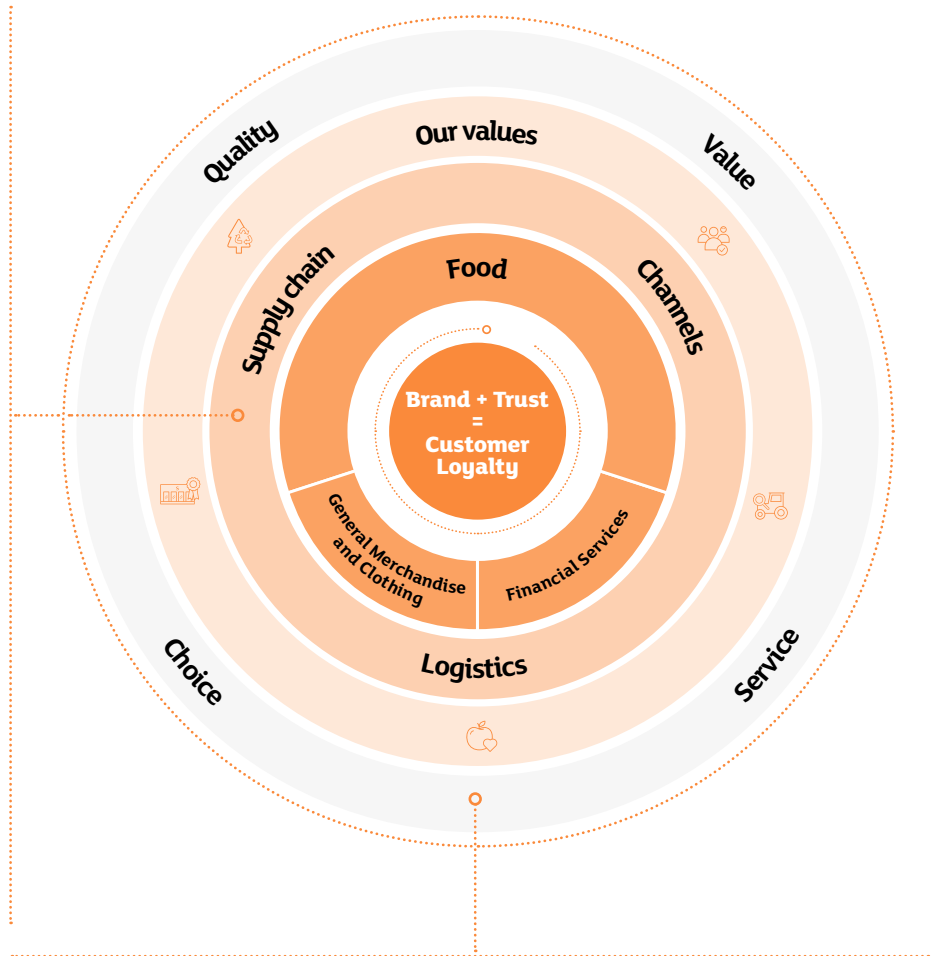 Quality
Our values
Value
Supply chain
Food
Channels
Brand + Trust
=
Customer
Loyalty
General Merchandise
and Clothing
Financial Services
Logistics
Choice
Service